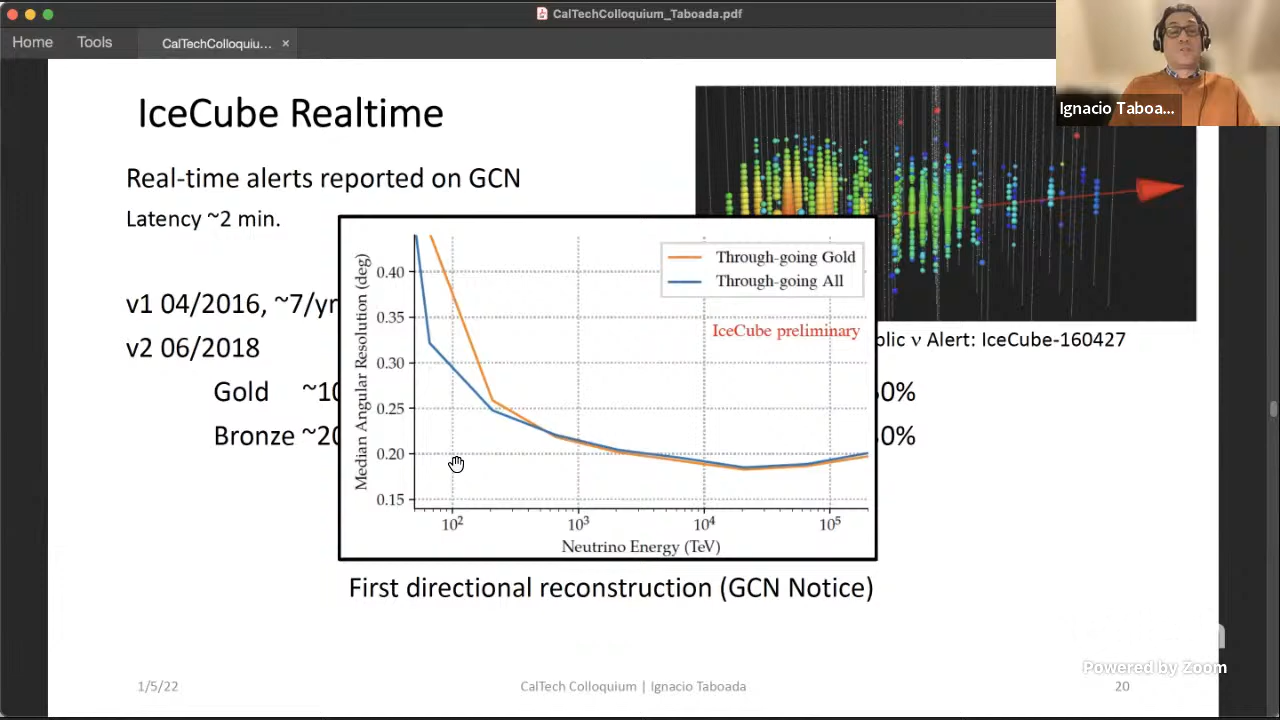 CalTechColloquium_Taboada.pdf
Home Tools CalTechColloquiu... ×
Ignacio Taboa...
IceCube Realtime
Real-time alerts reported on GCN
Latency ~2 min.
v1 04/2016, ~7/yr
v2 06/2018
Gold ~10
Bronze ~20
0%
0%
blic ν Alert: IceCube-160427
Through-going Gold
Through-going All
IceCube preliminary
Median Angular Resolution (deg)
0.40
0.35
0.30
0.25
0.20
0.15
10² 10³ 10⁴ 10⁵
Neutrino Energy (TeV)
First directional reconstruction (GCN Notice)
Powered by Zoom
1/5/22 CalTech Colloquium | Ignacio Taboada 20